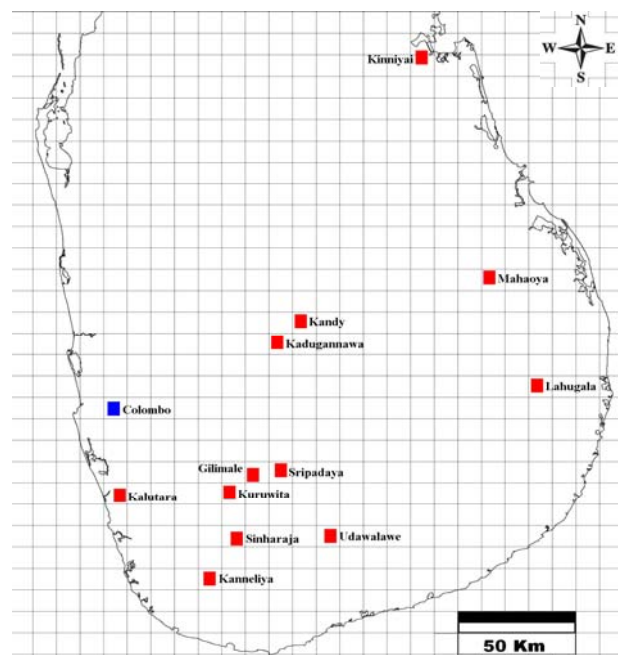 N
W E
S
Kinniyai
Mahaoya
Kandy
Kadugannawa
Lahugala
Colombo
Gilimale
Sripadaya
Kalutara
Kuruwita
Sinharaja
Udawalawe
Kanneliya
50 Km